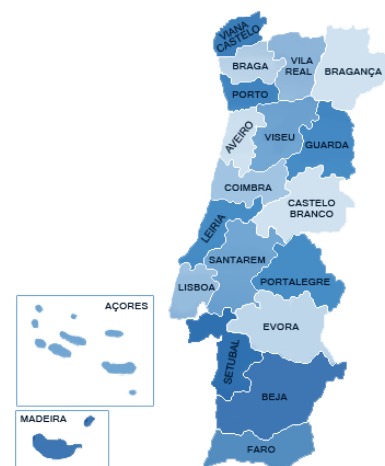 VIANA
CASTELO
BRAGA
VILA
REAL
BRAGANÇA
PORTO
AVEIRO
VISEU
GUARDA
COIMBRA
CASTELO
BRANCO
LEIRIA
SANTAREM
LISBOA
PORTALEGRE
AÇORES
EVORA
SETUBAL
BEJA
MADEIRA
FARO